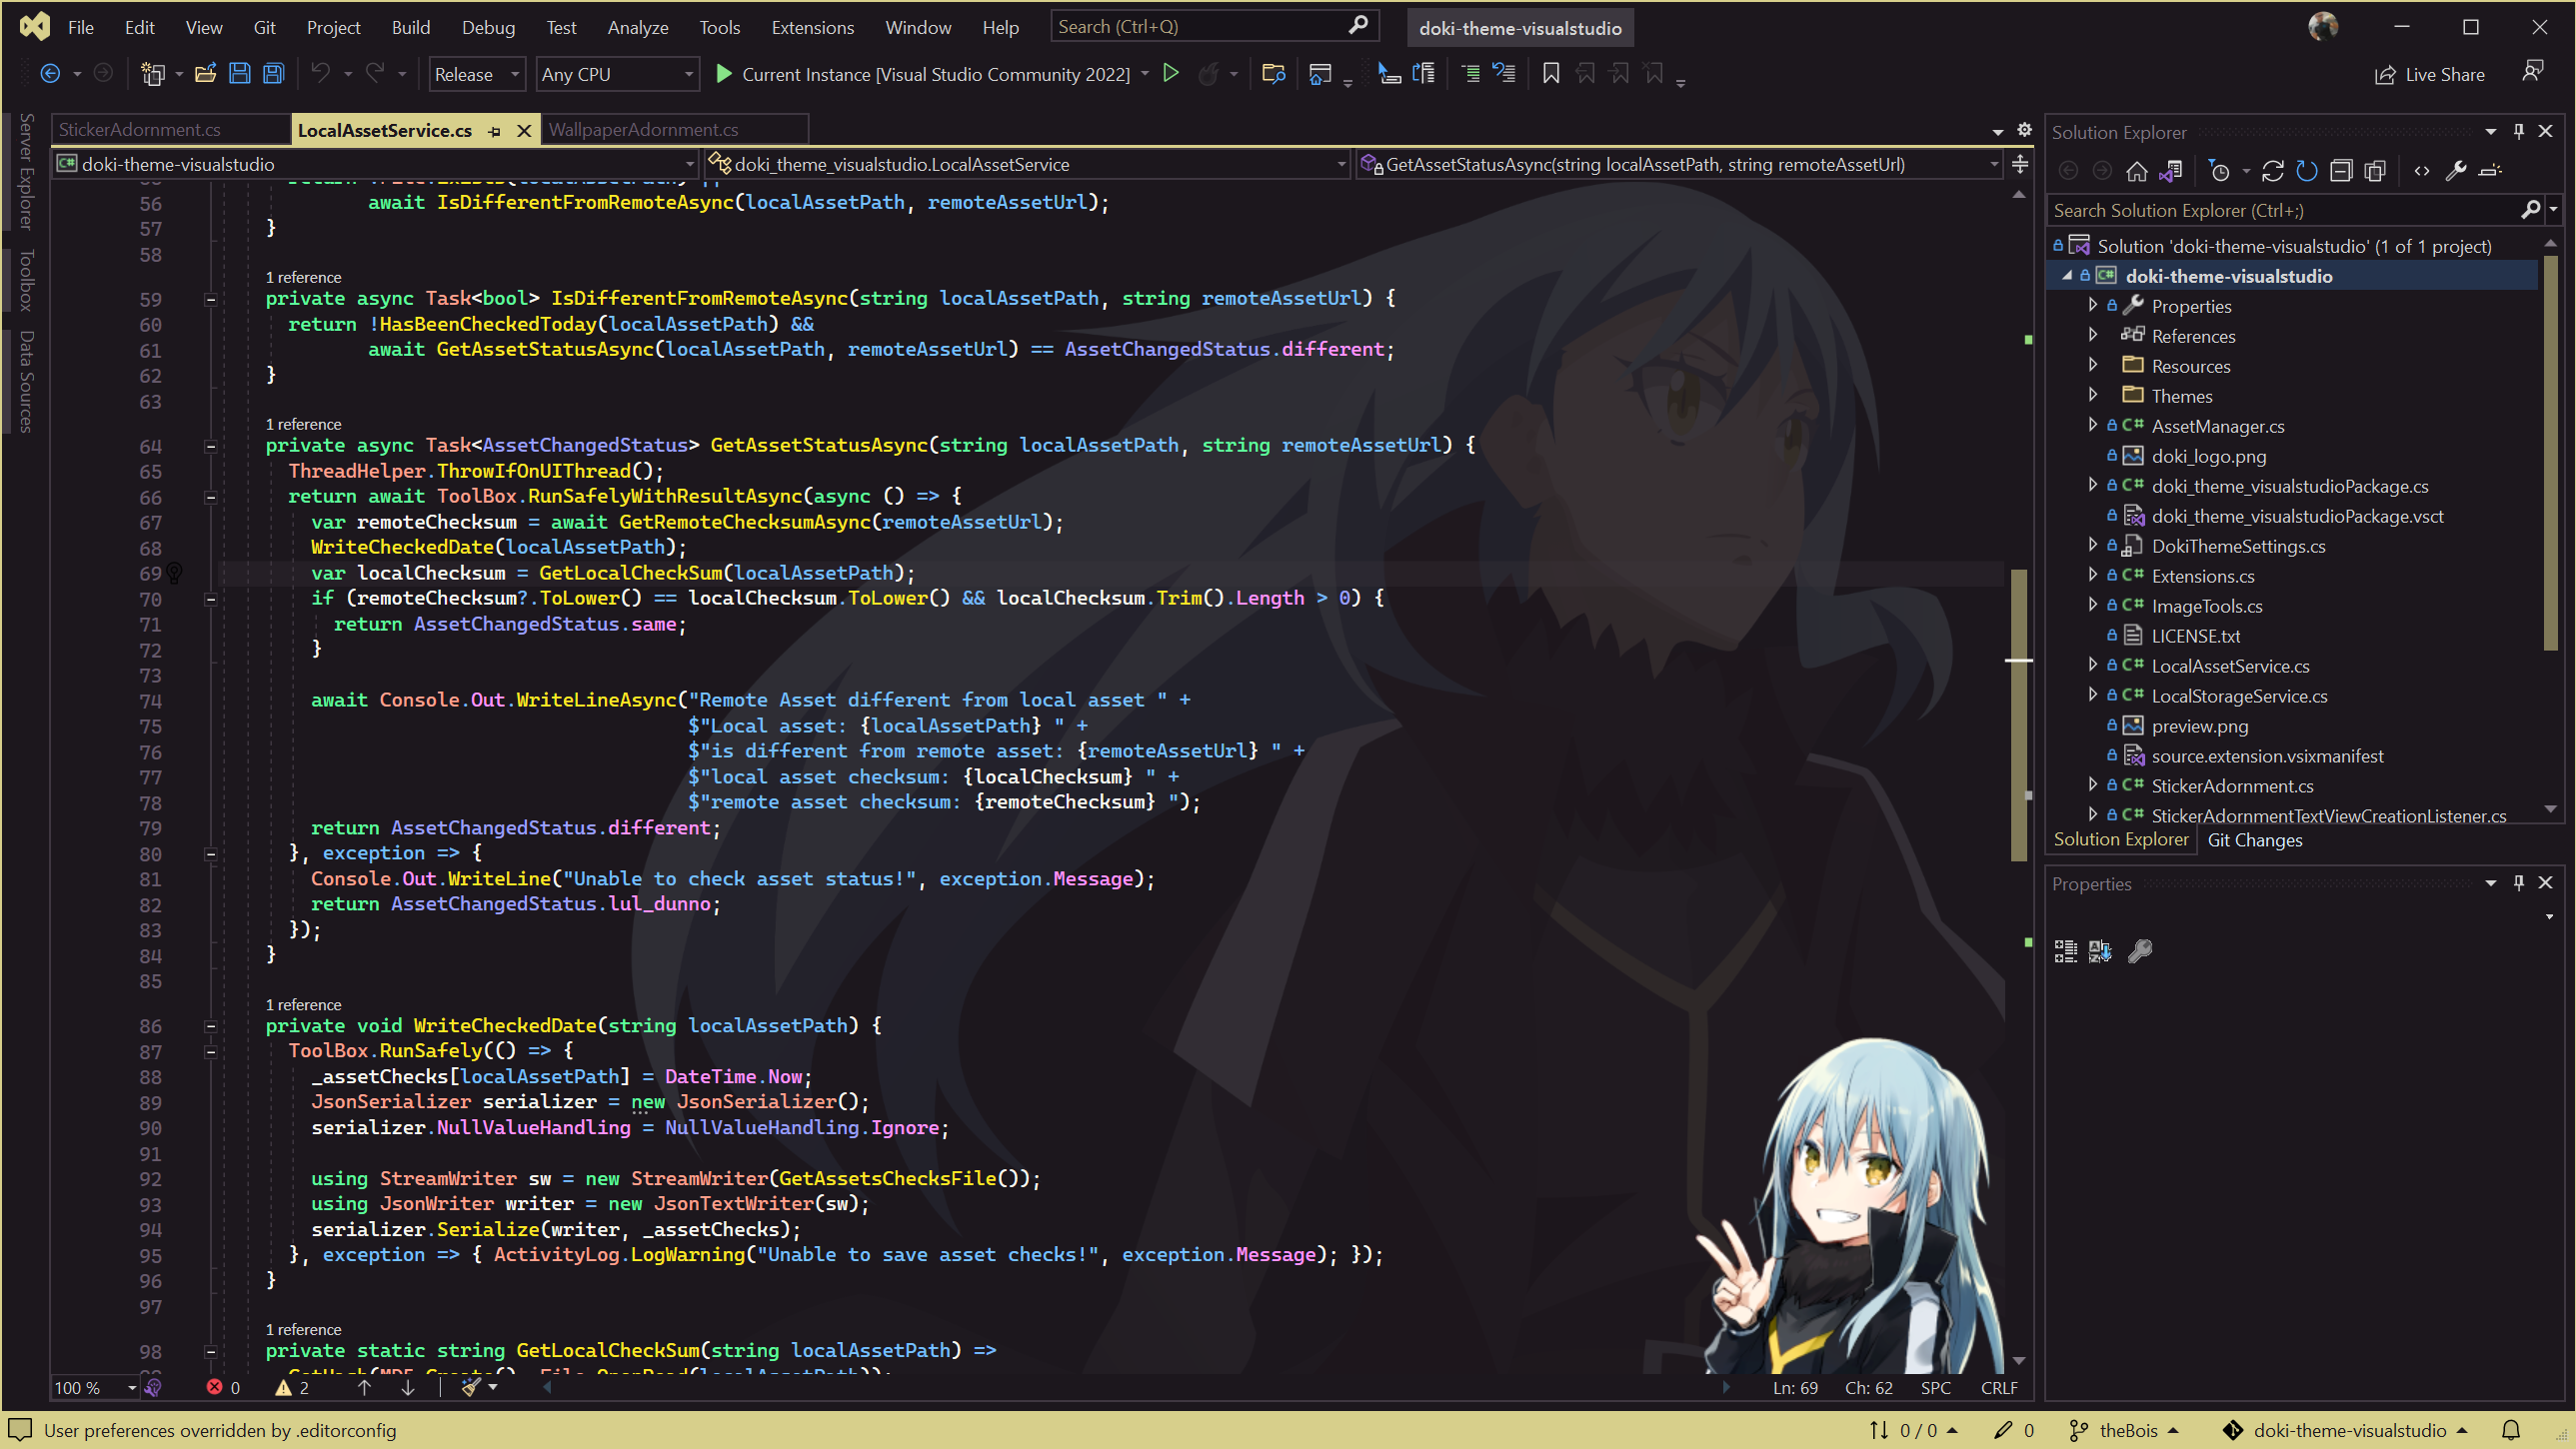 File Edit View Git Project Build Debug Test Analyze Tools Extensions Window Help Search (Ctrl+Q) doki-theme-visualstudio
Release Any CPU Current Instance [Visual Studio Community 2022] Live Share
Server Explorer
Toolbox
Data Sources
StickerAdornment.cs LocalAssetService.cs WallpaperAdornment.cs
doki-theme-visualstudio doki_theme_visualstudio.LocalAssetService GetAssetStatusAsync(string localAssetPath, string remoteAssetUrl)
56 await IsDifferentFromRemoteAsync(localAssetPath, remoteAssetUrl);
57 }
58
1 reference
59 private async Task<bool> IsDifferentFromRemoteAsync(string localAssetPath, string remoteAssetUrl) {
60 return !HasBeenCheckedToday(localAssetPath) &&
61 await GetAssetStatusAsync(localAssetPath, remoteAssetUrl) == AssetChangedStatus.different;
62 }
63
1 reference
64 private async Task<AssetChangedStatus> GetAssetStatusAsync(string localAssetPath, string remoteAssetUrl) {
65 ThreadHelper.ThrowIfOnUIThread();
66 return await ToolBox.RunSafelyWithResultAsync(async () => {
67 var remoteChecksum = await GetRemoteChecksumAsync(remoteAssetUrl);
68 WriteCheckedDate(localAssetPath);
69 var localChecksum = GetLocalCheckSum(localAssetPath);
70 if (remoteChecksum?.ToLower() == localChecksum.ToLower() && localChecksum.Trim().Length > 0) {
71 return AssetChangedStatus.same;
72 }
73
74 await Console.Out.WriteLineAsync("Remote Asset different from local asset " +
75 $"Local asset: {localAssetPath} " +
76 $"is different from remote asset: {remoteAssetUrl} " +
77 $"local asset checksum: {localChecksum} " +
78 $"remote asset checksum: {remoteChecksum} ");
79 return AssetChangedStatus.different;
80 }, exception => {
81 Console.Out.WriteLine("Unable to check asset status!", exception.Message);
82 return AssetChangedStatus.lul_dunno;
83 });
84 }
85
1 reference
86 private void WriteCheckedDate(string localAssetPath) {
87 ToolBox.RunSafely(() => {
88 _assetChecks[localAssetPath] = DateTime.Now;
89 JsonSerializer serializer = new JsonSerializer();
90 serializer.NullValueHandling = NullValueHandling.Ignore;
91
92 using StreamWriter sw = new StreamWriter(GetAssetsChecksFile());
93 using JsonWriter writer = new JsonTextWriter(sw);
94 serializer.Serialize(writer, _assetChecks);
95 }, exception => { ActivityLog.LogWarning("Unable to save asset checks!", exception.Message); });
96 }
97
1 reference
98 private static string GetLocalCheckSum(string localAssetPath) =>
100 % 0 2 Ln: 69 Ch: 62 SPC CRLF
Solution Explorer
Search Solution Explorer (Ctrl+;)
Solution 'doki-theme-visualstudio' (1 of 1 project)
doki-theme-visualstudio
Properties
References
Resources
Themes
C# AssetManager.cs
doki_logo.png
C# doki_theme_visualstudioPackage.cs
doki_theme_visualstudioPackage.vsct
DokiThemeSettings.cs
C# Extensions.cs
C# ImageTools.cs
LICENSE.txt
C# LocalAssetService.cs
C# LocalStorageService.cs
preview.png
source.extension.vsixmanifest
C# StickerAdornment.cs
C# StickerAdornmentTextViewCreationListener.cs
Solution Explorer Git Changes
Properties
User preferences overridden by .editorconfig 0 / 0 0 theBois doki-theme-visualstudio